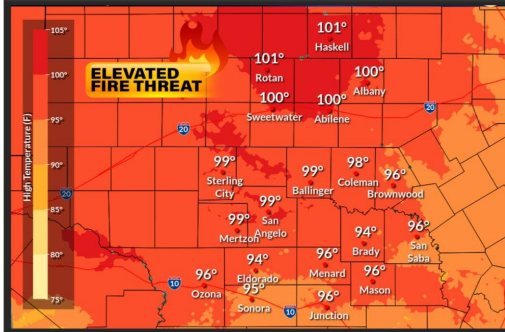 105°
100°
95°
90°
85°
80°
75°
High Temperature (F)
ELEVATED
FIRE THREAT
101°
Haskell
101°
Rotan
100°
Albany
100°
Sweetwater
100°
Abilene
20
20
20
99°
Sterling
City
99°
Ballinger
98°
Coleman
96°
Brownwood
99°
San
Angelo
99°
Mertzon
96°
San
Saba
94°
Brady
94°
Eldorado
96°
Menard
96°
Mason
96°
Ozona
95°
Sonora
96°
Junction
10
10